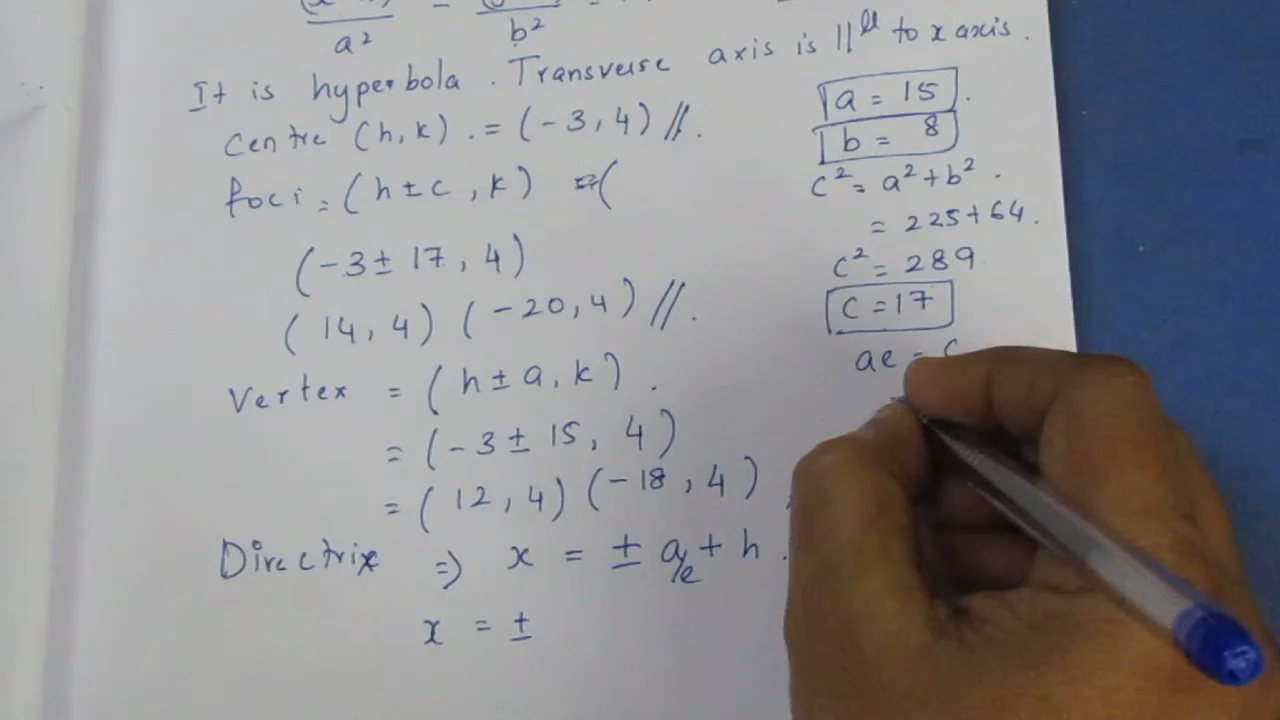 a² b²
It is hyperbola. Transverse axis is ||ˡˡ to x axis.
Centre (h, k). = (-3, 4) //.
foci = (h ± c, k) = (
(-3 ± 17, 4)
(14, 4) (-20, 4) //.
Vertex = (h ± a, k).
= (-3 ± 15, 4)
= (12, 4) (-18, 4)
Directrix => x = ± a/e + h.
x = ±
a = 15.
b = 8
c² = a² + b².
= 225 + 64.
c² = 289
c = 17
ae = c